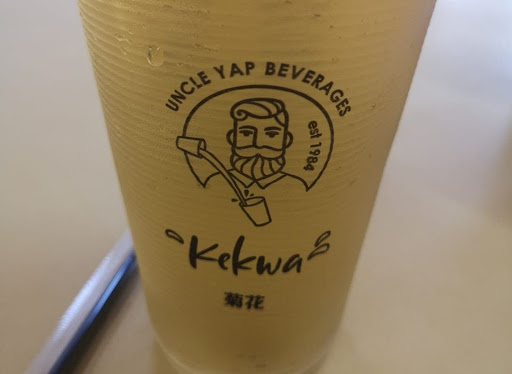 UNCLE YAP BEVERAGES
est 1984
Kekwa
菊花